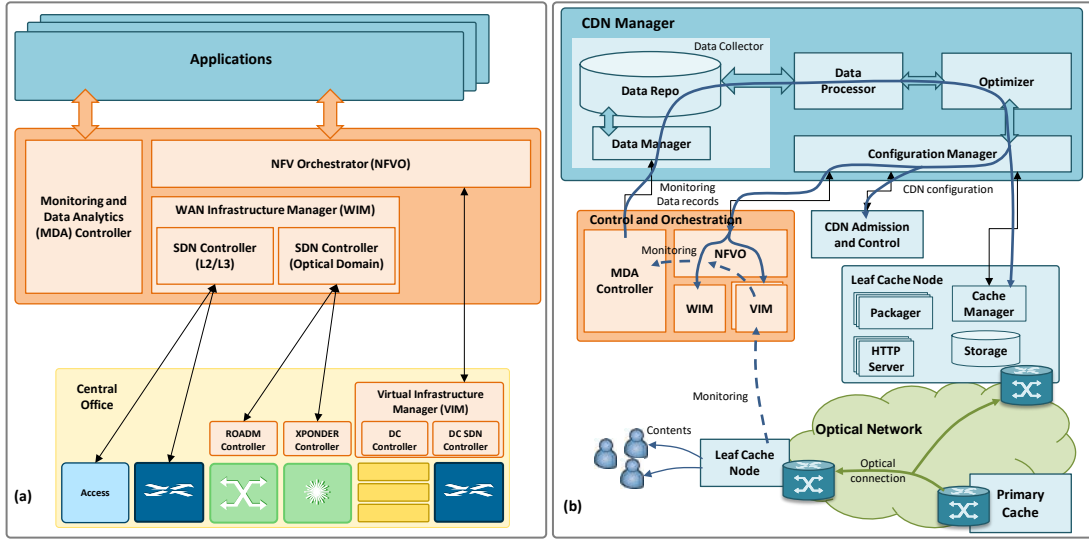 Applications
NFV Orchestrator (NFVO)
Monitoring and
Data Analytics
(MDA) Controller
WAN Infrastructure Manager (WIM)
SDN Controller
(L2/L3)
SDN Controller
(Optical Domain)
Central
Office
Virtual Infrastructure
Manager (VIM)
ROADM
Controller
XPONDER
Controller
DC
Controller
DC SDN
Controller
Access
(a)
CDN Manager
Data Collector
Data Repo
Data
Processor
Optimizer
Data Manager
Configuration Manager
Monitoring
Data records
CDN configuration
Control and Orchestration
CDN Admission
and Control
Monitoring
NFVO
MDA
Controller
WIM
VIM
Leaf Cache Node
Cache
Manager
Packager
HTTP
Server
Storage
Monitoring
Contents
Leaf Cache
Node
Optical Network
Optical
connection
Primary
Cache
(b)